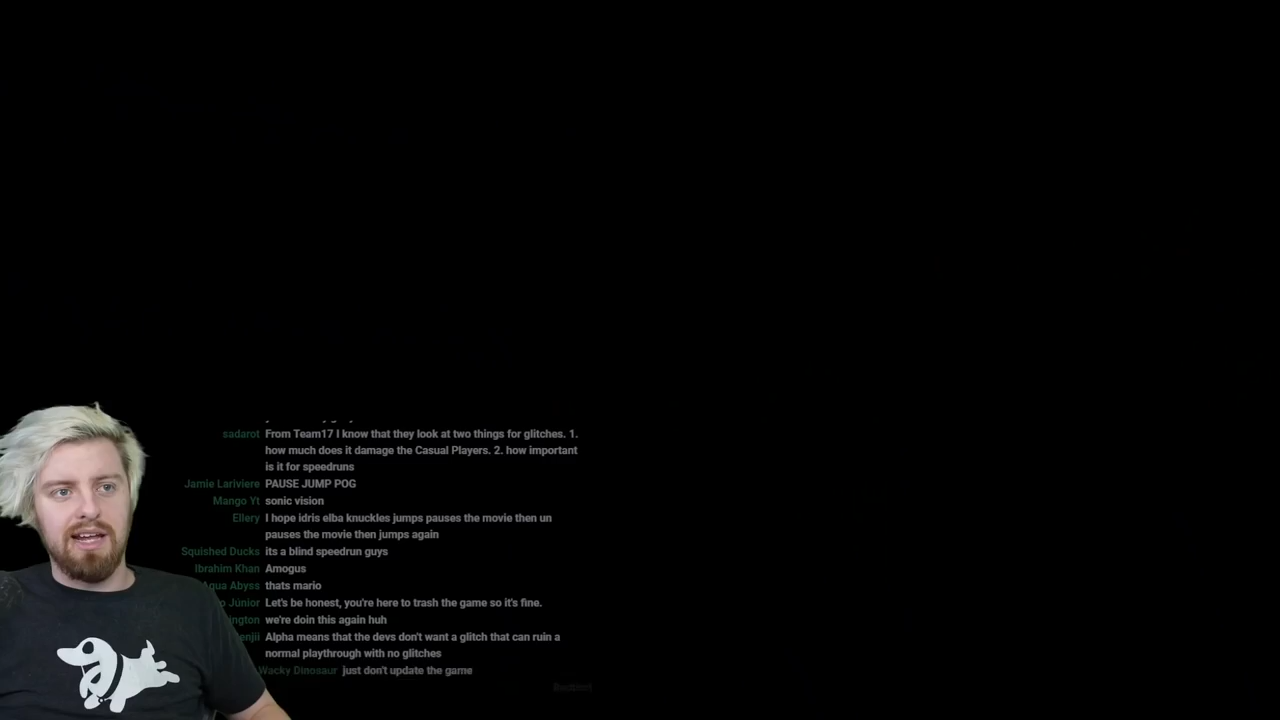 sadarot From Team17 I know that they look at two things for glitches. 1.
how much does it damage the Casual Players. 2. how important
is it for speedruns
Jamie Lariviere PAUSE JUMP POG
Mango Yt sonic vision
Ellery I hope idris elba knuckles jumps pauses the movie then un
pauses the movie then jumps again
Squished Ducks its a blind speedrun guys
Ibrahim Khan Amogus
Aqua Abyss thats mario
Júnior Let's be honest, you're here to trash the game so it's fine.
ington we're doin this again huh
enjii Alpha means that the devs don't want a glitch that can ruin a
normal playthrough with no glitches
Wacky Dinosaur just don't update the game